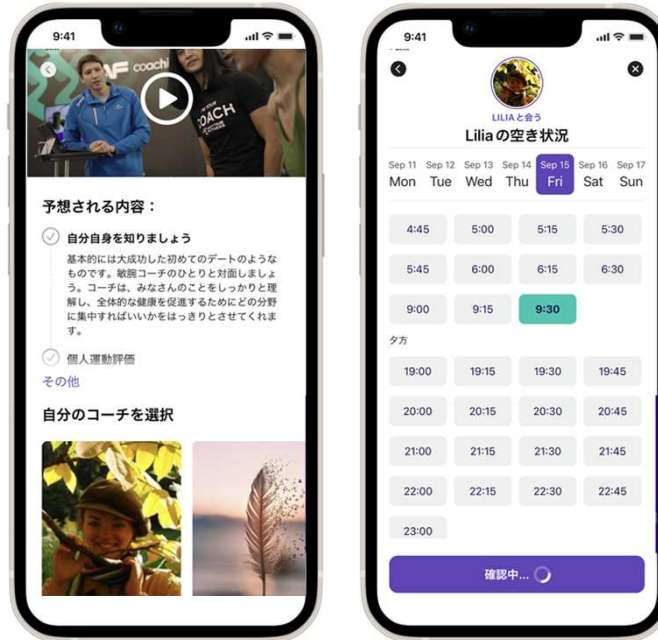 9:41
AF coachi
COACH
予想される内容：
自分自身を知りましょう
基本的には大成功した初めてのデートのような
ものです。敏腕コーチのひとりと対面しましょ
う。コーチは、みなさんのことをしっかりと理
解し、全体的な健康を促進するためにどの分野
に集中すればいいかをはっきりとさせてくれま
す。
個人運動評価
その他
自分のコーチを選択
9:41
LILIAと会う
Liliaの空き状況
Sep 11 Sep 12 Sep 13 Sep 14 Sep 15 Sep 16 Sep 17
Mon Tue Wed Thu Fri Sat Sun
4:45 5:00 5:15 5:30
5:45 6:00 6:15 6:30
9:00 9:15 9:30
夕方
19:00 19:15 19:30 19:45
20:00 20:15 20:30 20:45
21:00 21:15 21:30 21:45
22:00 22:15 22:30 22:45
23:00
確認中...